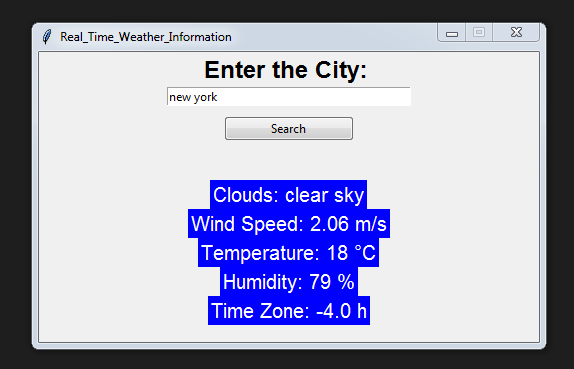 Real_Time_Weather_Information
Enter the City:
new york
Search
Clouds: clear sky
Wind Speed: 2.06 m/s
Temperature: 18 °C
Humidity: 79 %
Time Zone: -4.0 h